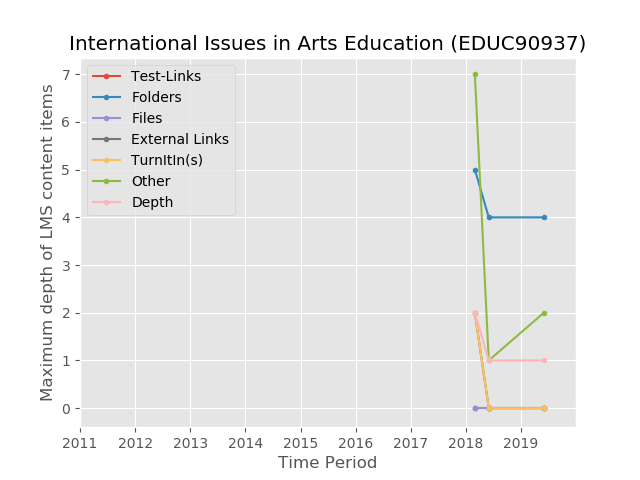 International Issues in Arts Education (EDUC90937)
Test-Links
Folders
Files
External Links
TurnItIn(s)
Other
Depth
7
6
5
4
3
2
1
0
Maximum depth of LMS content items
2011 2012 2013 2014 2015 2016 2017 2018 2019
Time Period